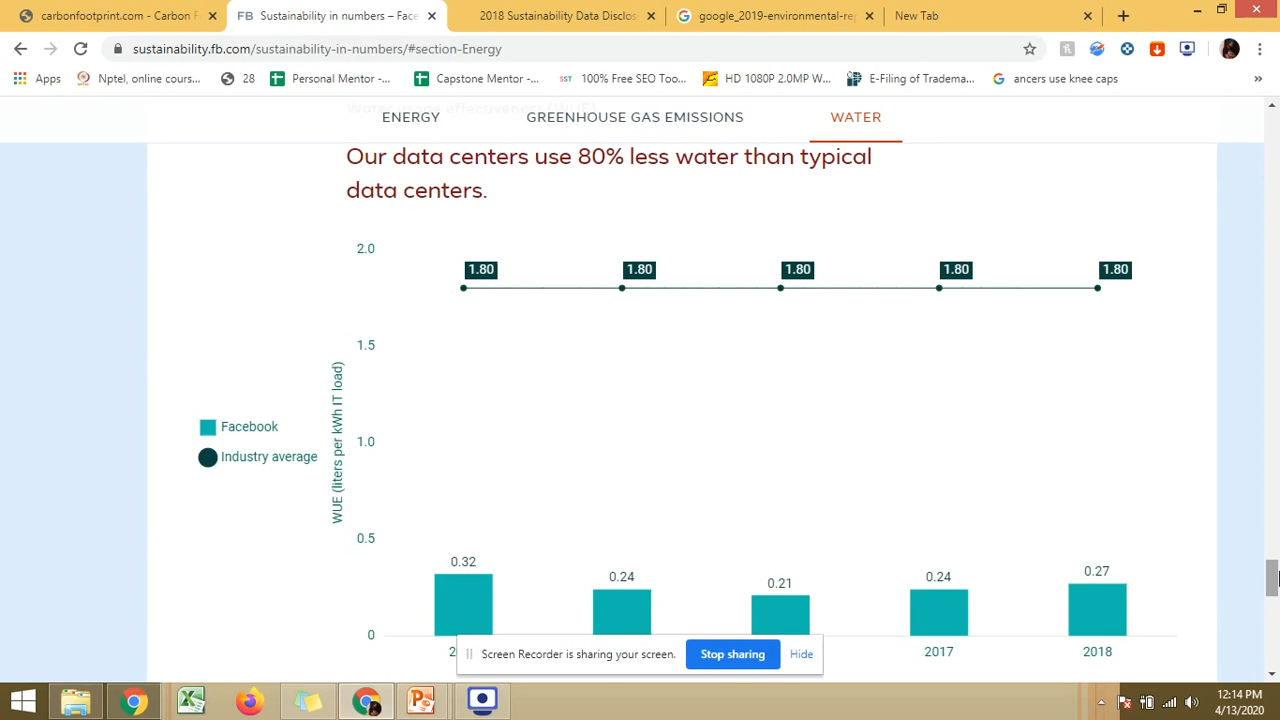 carbonfootprint.com - Carbon F
FB Sustainability in numbers – Face
2018 Sustainability Data Disclos
google_2019-environmental-rep
New Tab
sustainability.fb.com/sustainability-in-numbers/#section-Energy
Apps
Nptel, online cours...
28
Personal Mentor -...
Capstone Mentor -...
SST 100% Free SEO Too...
HD 1080P 2.0MP W...
E-Filing of Tradema...
ancers use knee caps
»
Water usage effectiveness (WUE)
ENERGY
GREENHOUSE GAS EMISSIONS
WATER
Our data centers use 80% less water than typical
data centers.
2.0
1.80 1.80 1.80 1.80 1.80
1.5
WUE (liters per kWh IT load)
Facebook
Industry average
1.0
0.5
0.32 0.24 0.21 0.24 0.27
0
2017 2018
Screen Recorder is sharing your screen.
Stop sharing
Hide
12:14 PM
4/13/2020